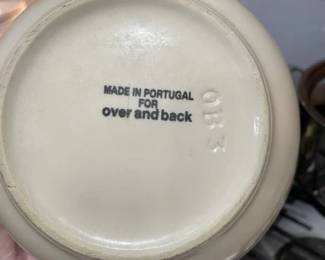 MADE IN PORTUGAL
FOR
over and back
OB 3